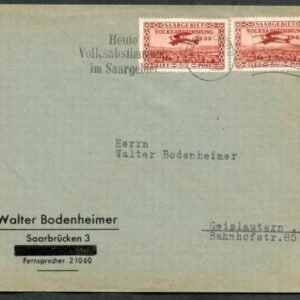 Heute
Volksabstimmung
im Saargebiet
SAARGEBIET
VOLKSABSTIMMUNG
1935
SAARGEBIET
VOLKSABSTIMMUNG
Herrn
Walter Bodenheimer
Walter Bodenheimer
Saarbrücken 3
Fernsprecher 21060
Geislautern.
Bahnhofstr.85